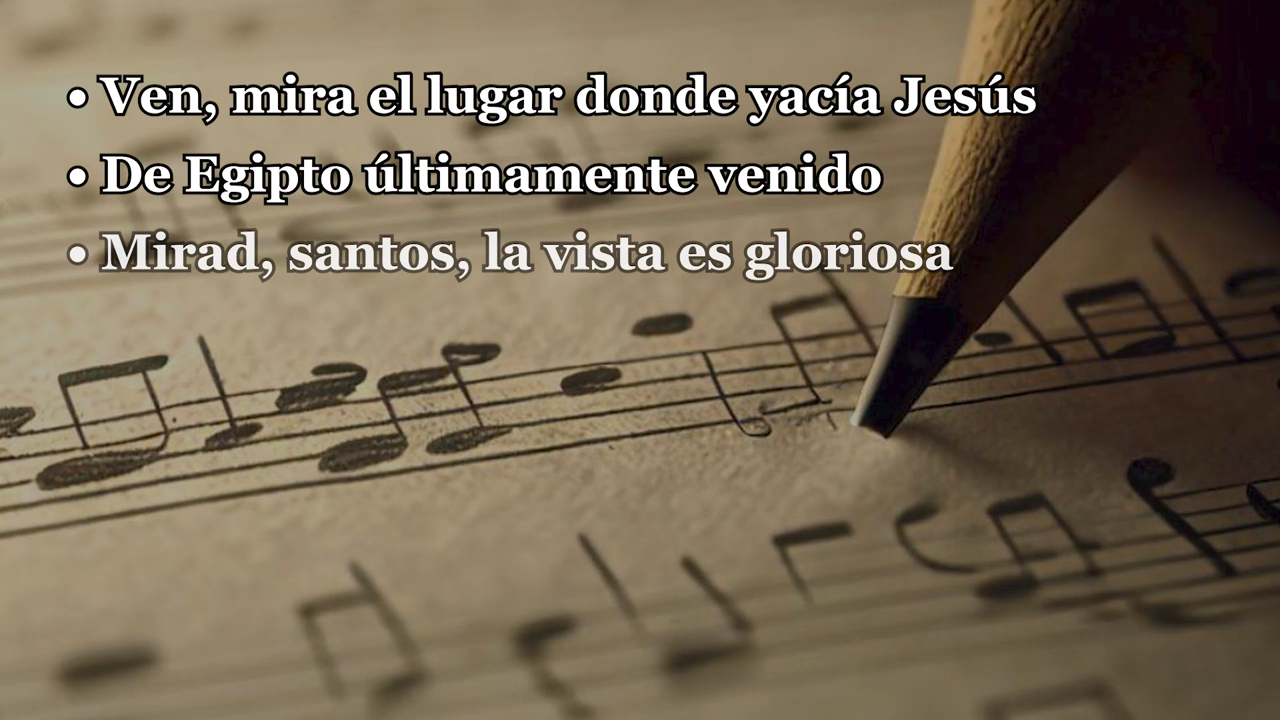 • Ven, mira el lugar donde yacía Jesús
• De Egipto últimamente venido
• Mirad, santos, la vista es gloriosa